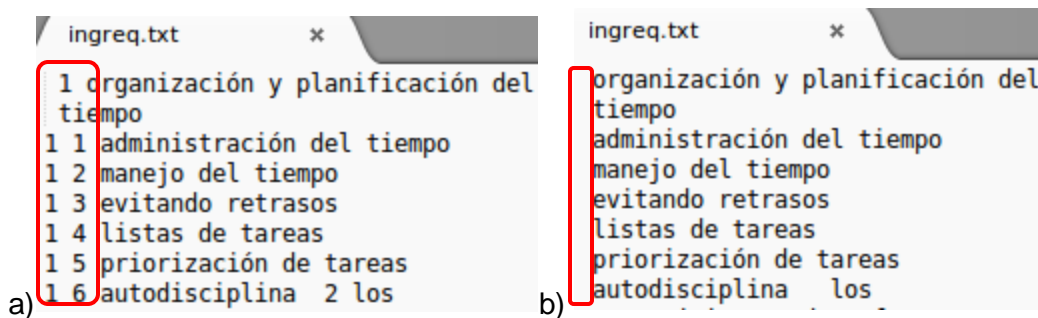 ingreq.txt ×
1 organización y planificación del
tiempo
1 1 administración del tiempo
1 2 manejo del tiempo
1 3 evitando retrasos
1 4 listas de tareas
1 5 priorización de tareas
1 6 autodisciplina  2 los
a)
ingreq.txt ×
organización y planificación del
tiempo
administración del tiempo
manejo del tiempo
evitando retrasos
listas de tareas
priorización de tareas
autodisciplina   los
b)